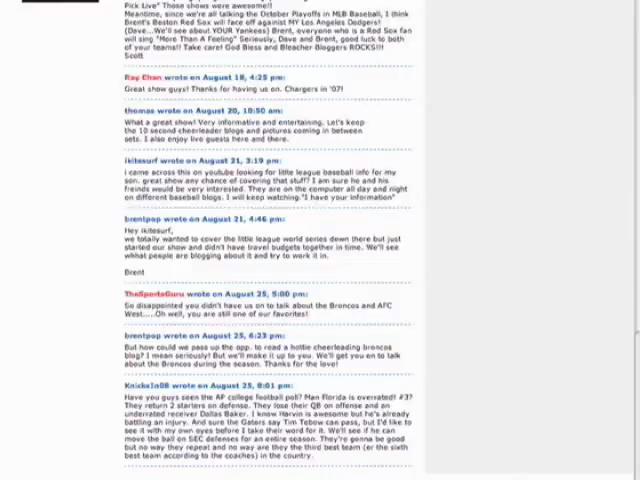 Pick Live" Those shows were awesome!!
Meantime, since we're all talking the October Playoffs in MLB Baseball, I think
Brent's Boston Red Sox will face off against MY Los Angeles Dodgers!
(Dave...We'll see about YOUR Yankees) Brent, everyone who is a Red Sox fan
will sing "More Than A Feeling" Seriously, Dave and Brent, good luck to both
of your teams!! Take care! God Bless and Bleacher Bloggers ROCKS!!!
Scott
Ray Chan wrote on August 18, 4:25 pm:
Great show guys! Thanks for having us on. Chargers in '07!
thomas wrote on August 20, 10:50 am:
What a great show! Very informative and entertaining. Let's keep
the 10 second cheerleader blogs and pictures coming in between
sets. I also enjoy live guests here and there.
ikitesurf wrote on August 21, 3:19 pm:
i came across this on youtube looking for little league baseball info for my
son. great show any chance of covering that stuff? I am sure he and his
freinds would be very interested. They are on the computer all day and night
on different baseball blogs. I will keep watching."I have your information"
brentpop wrote on August 21, 4:46 pm:
Hey ikitesurf,
we totally wanted to cover the little league world series down there but just
started our show and didn't have travel budgets together in time. We'll see
whhat people are blogging about it and try to work it in.
Brent
TheSportsGuru wrote on August 25, 5:00 pm:
So disappointed you didn't have us on to talk about the Broncos and AFC
West.....Oh well, you are still one of our favorites!
brentpop wrote on August 25, 6:23 pm:
But how could we pass up the opp. to read a hottie cheerleading broncos
blog? I mean seriously! But we'll make it up to you. We'll get you en to talk
about the Broncos during the season. Thanks for the love!
Knicks1n08 wrote on August 25, 8:01 pm:
Have you guys seen the AP college football poll? Man Florida is overrated! #3?
They return 2 starters on defense. They lose their QB on offense and an
underrated receiver Dallas Baker. I know Harvin is awesome but he's already
battling an injury. And sure the Gators say Tim Tebow can pass, but I'd like to
see it with my own eyes before I take their word for it. We'll see if he can
move the ball on SEC defenses for an entire season. They're gonna be good
but no way they repeat and no way are they the third best team (or the sixth
best team according to the coaches) in the country.